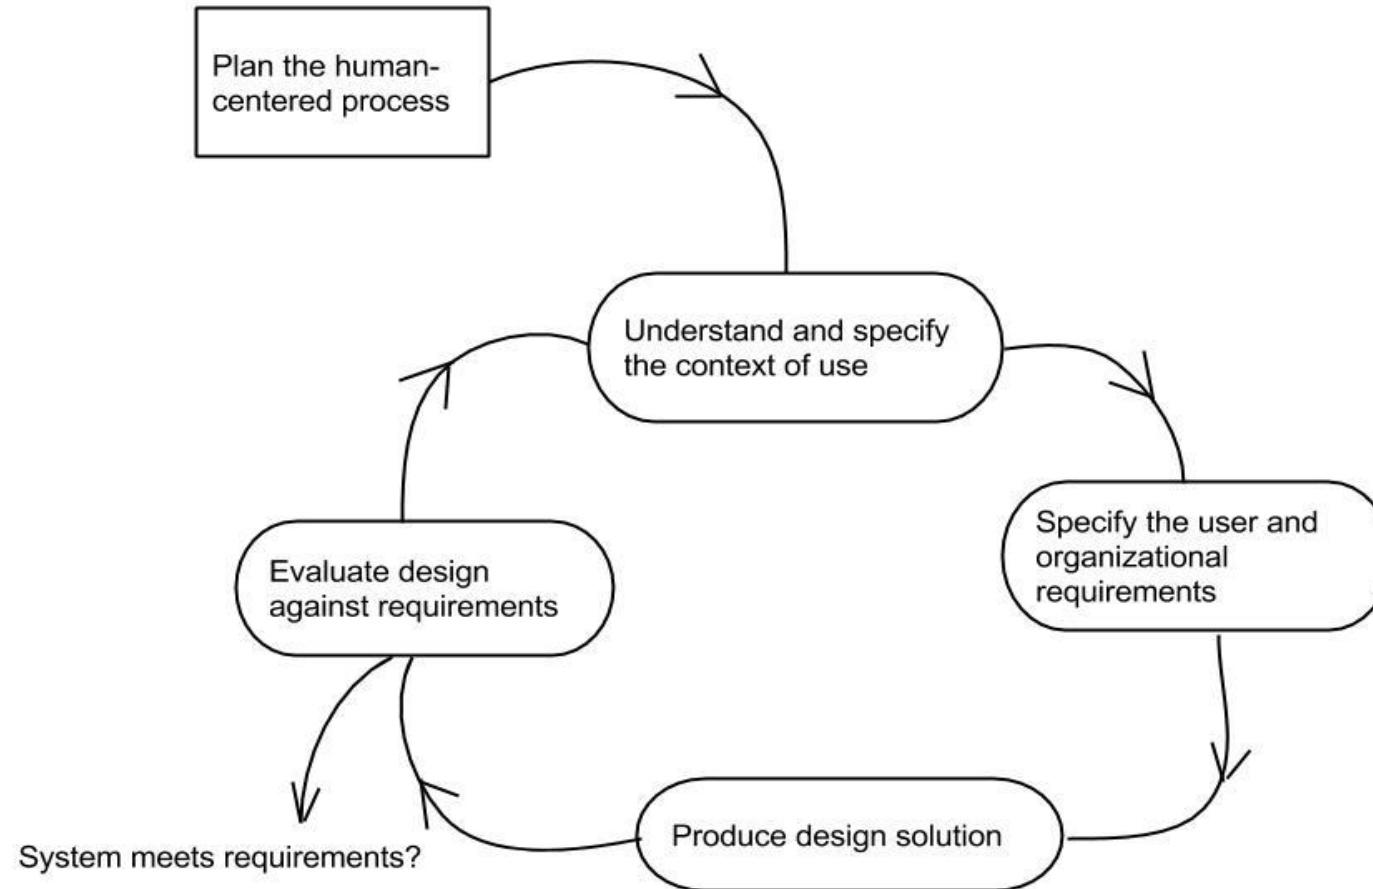 Plan the human-
centered process
Understand and specify
the context of use
Specify the user and
organizational
requirements
Produce design solution
Evaluate design
against requirements
System meets requirements?